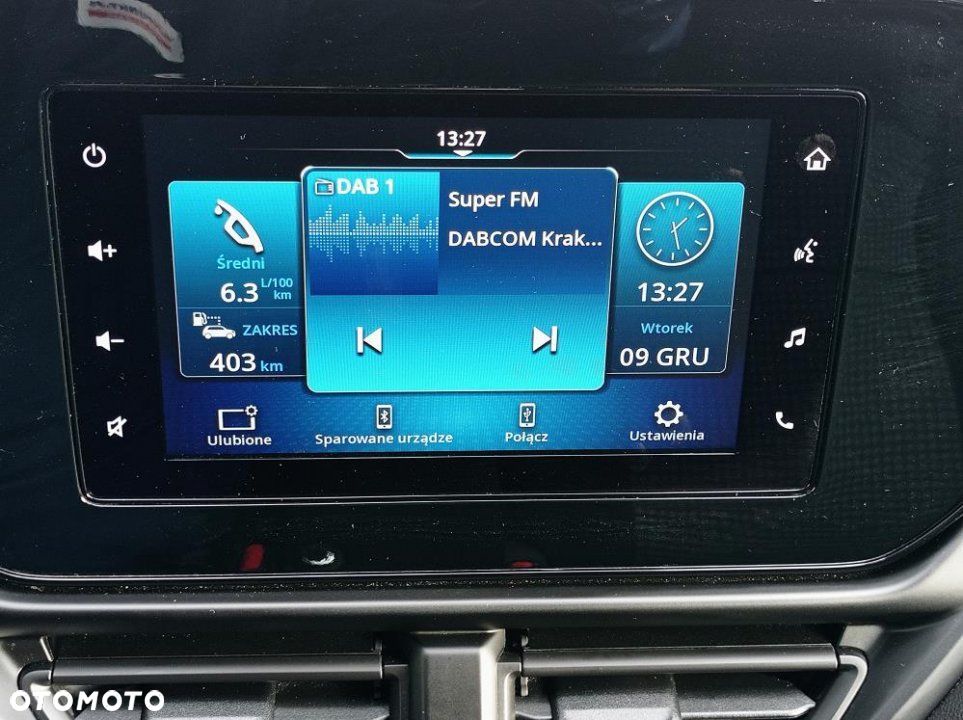 13:27
DAB 1
Super FM
DABCOM Krak...
Średni
6.3 L/100 km
ZAKRES
403 km
13:27
Wtorek
09 GRU
Ulubione
Sparowane urządze
Połącz
Ustawienia
OTOMOTO